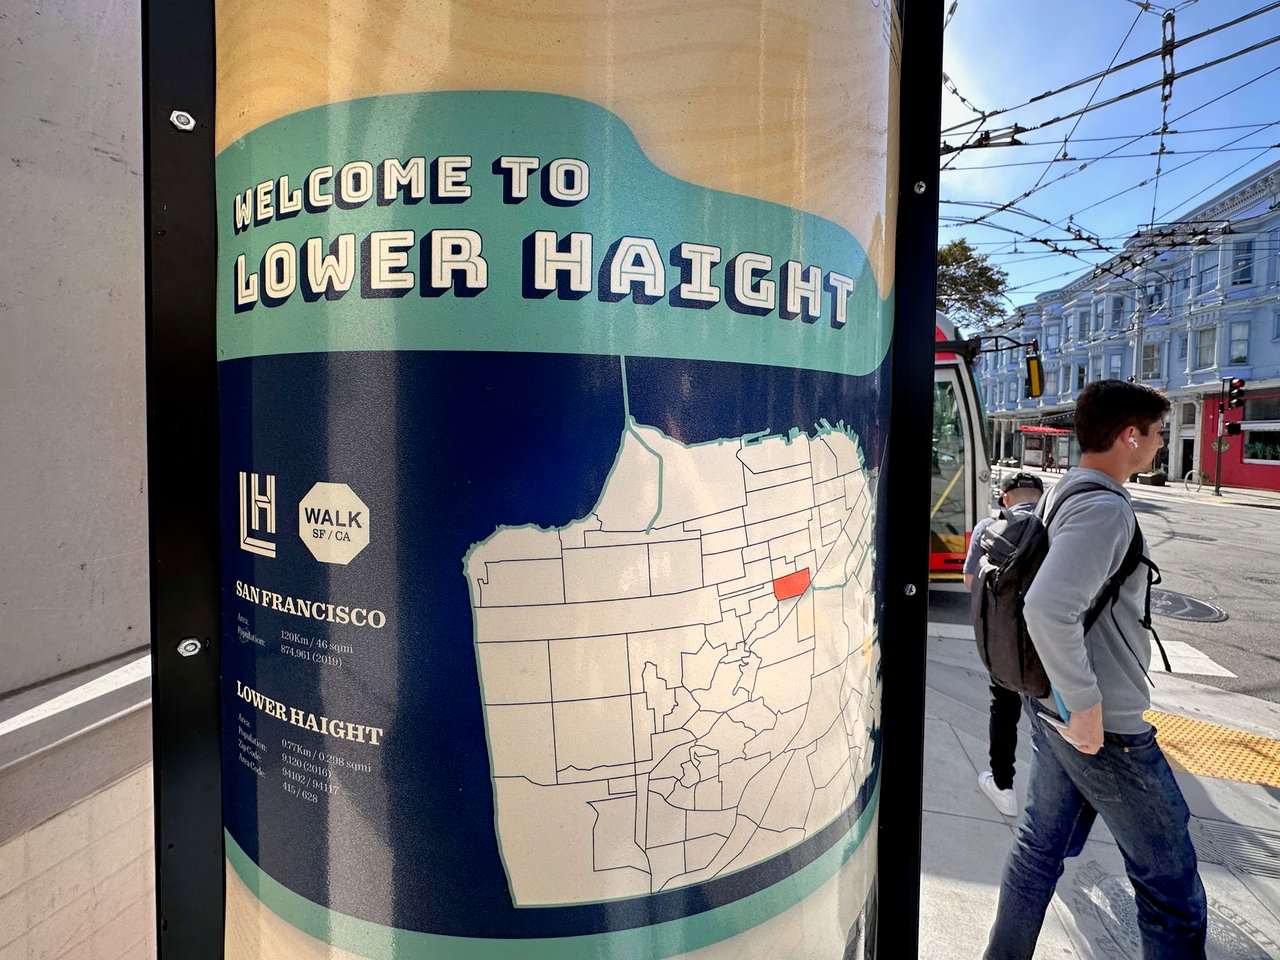 WELCOME TO
LOWER HAIGHT
LH
WALK
SF / CA
SAN FRANCISCO
Area: 120Km / 46 sqmi
Population: 874,961 (2019)
LOWER HAIGHT
Area: 0.77Km / 0.298 sqmi
Population: 9,120 (2016)
Zip Code: 94102 / 94117
Area Code: 415 / 628